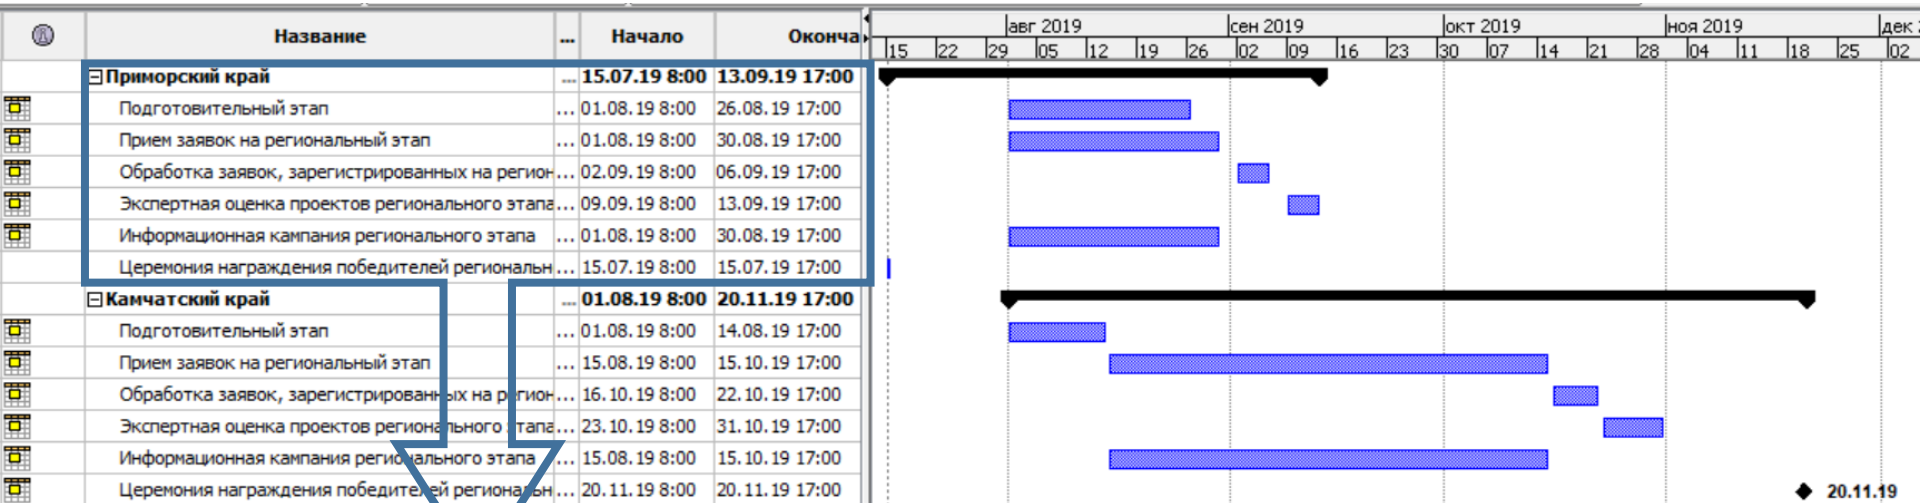 Название ... Начало Оконча
авг 2019 сен 2019 окт 2019 ноя 2019 дек
15 22 29 05 12 19 26 02 09 16 23 30 07 14 21 28 04 11 18 25 02
Приморский край ... 15.07.19 8:00 13.09.19 17:00
Подготовительный этап ... 01.08.19 8:00 26.08.19 17:00
Прием заявок на региональный этап ... 01.08.19 8:00 30.08.19 17:00
Обработка заявок, зарегистрированных на регион... 02.09.19 8:00 06.09.19 17:00
Экспертная оценка проектов регионального этапа... 09.09.19 8:00 13.09.19 17:00
Информационная кампания регионального этапа ... 01.08.19 8:00 30.08.19 17:00
Церемония награждения победителей региональн... 15.07.19 8:00 15.07.19 17:00
Камчатский край ... 01.08.19 8:00 20.11.19 17:00
Подготовительный этап ... 01.08.19 8:00 14.08.19 17:00
Прием заявок на региональный этап ... 15.08.19 8:00 15.10.19 17:00
Обработка заявок, зарегистрированных на регион... 16.10.19 8:00 22.10.19 17:00
Экспертная оценка проектов регионального этапа... 23.10.19 8:00 31.10.19 17:00
Информационная кампания регионального этапа ... 15.08.19 8:00 15.10.19 17:00
Церемония награждения победителей региональн... 20.11.19 8:00 20.11.19 17:00 20.11.19